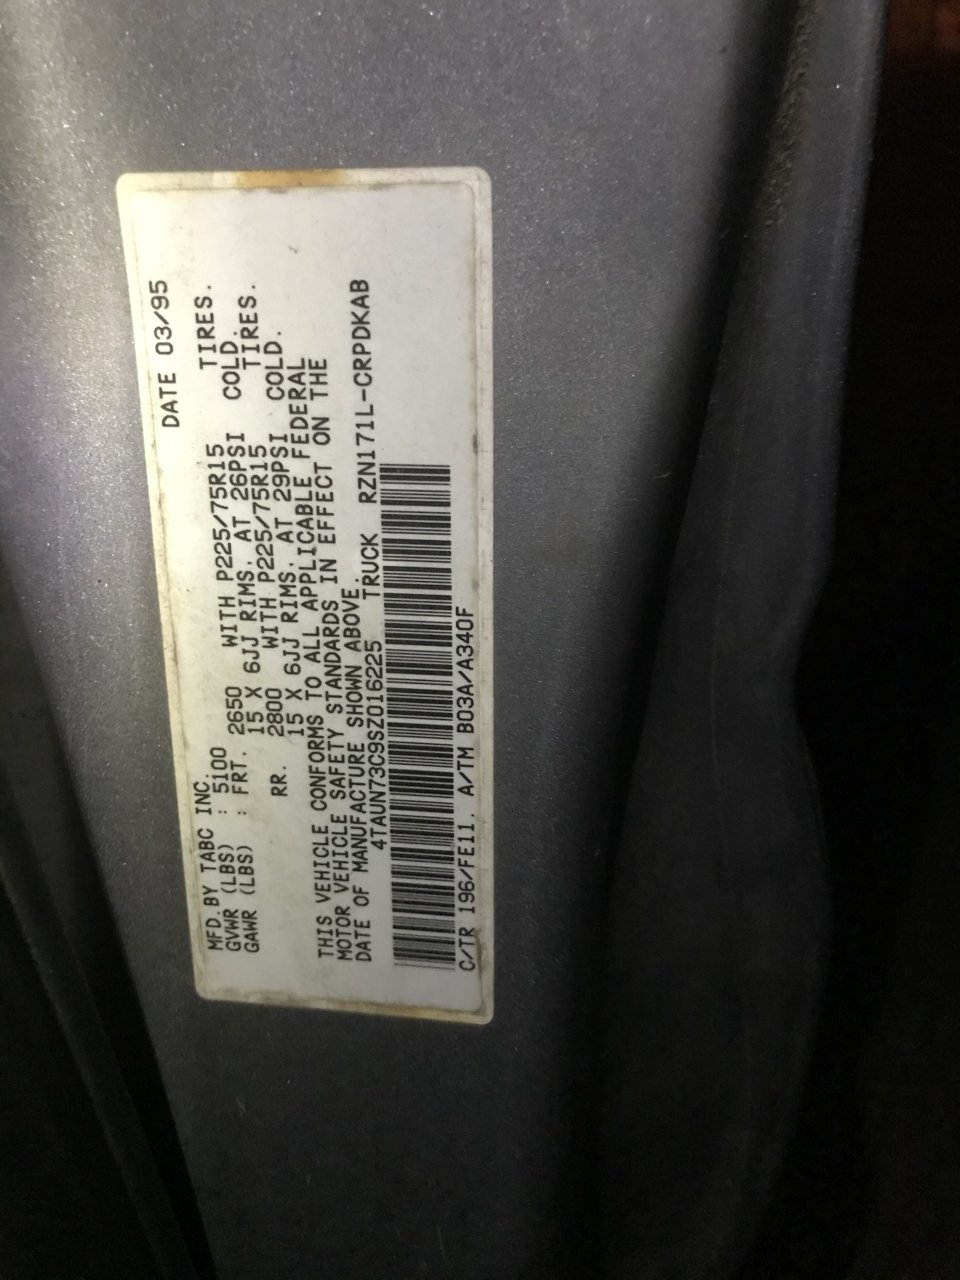 MFD.BY TABC INC. DATE 03/95
GVWR (LBS) : 5100 WITH P225/75R15 TIRES.
GAWR (LBS) : FRT. 2650 15 X 6JJ RIMS. AT 26PSI COLD.
WITH P225/75R15 TIRES.
RR. 2800 15 X 6JJ RIMS. AT 29PSI COLD.
THIS VEHICLE CONFORMS TO ALL APPLICABLE FEDERAL
MOTOR VEHICLE SAFETY STANDARDS IN EFFECT ON THE
DATE OF MANUFACTURE SHOWN ABOVE.
4TAUN73C9SZ016225 TRUCK RZN171L-CRPDKAB
C/TR 196/FE11. A/TM B03A/A340F